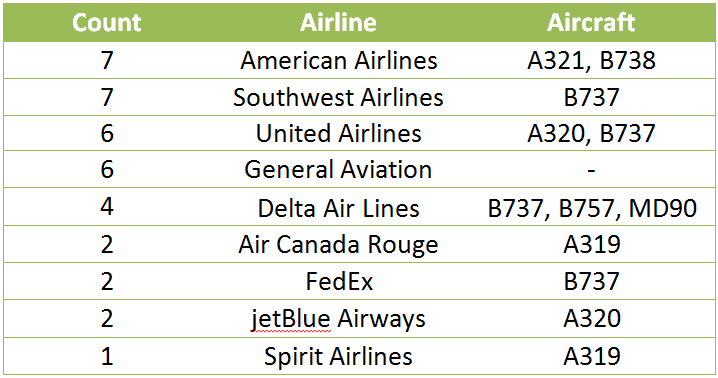 Count Airline Aircraft
7 American Airlines A321, B738
7 Southwest Airlines B737
6 United Airlines A320, B737
6 General Aviation -
4 Delta Air Lines B737, B757, MD90
2 Air Canada Rouge A319
2 FedEx B737
2 jetBlue Airways A320
1 Spirit Airlines A319